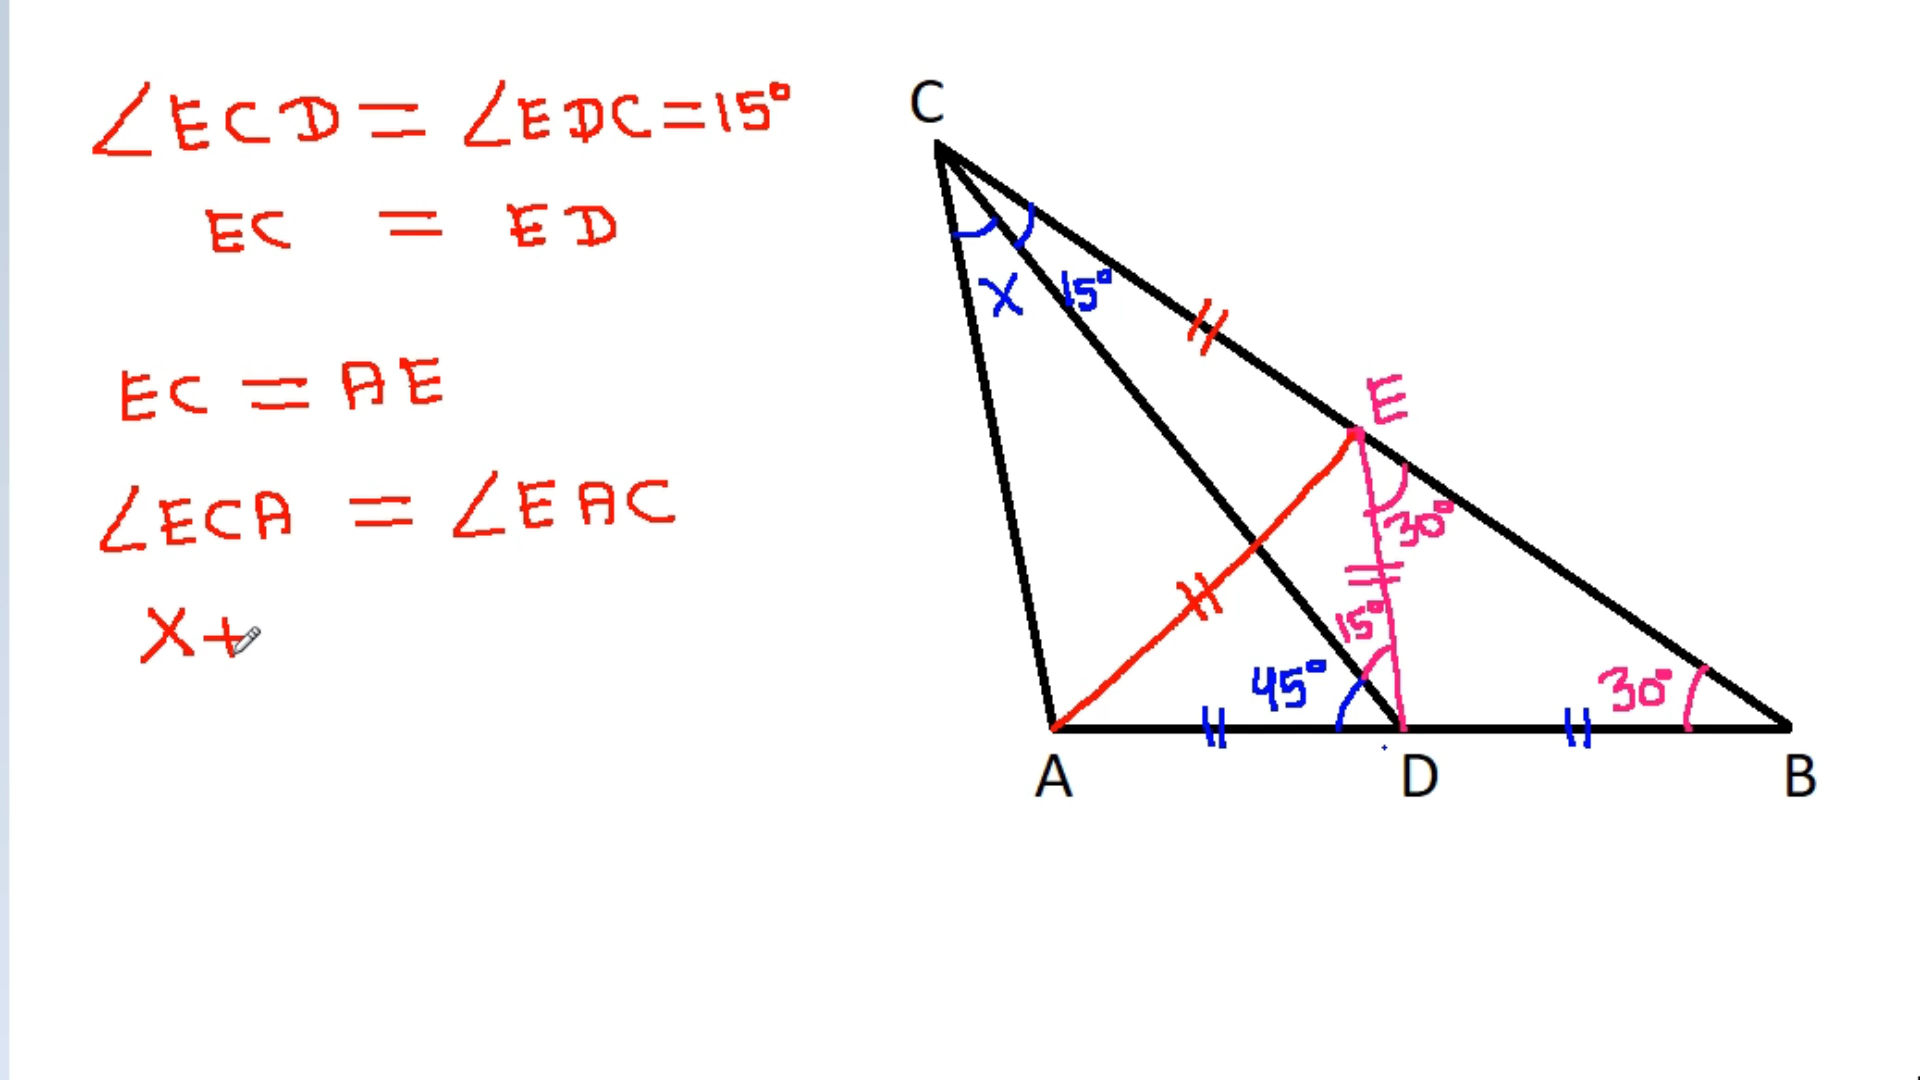 ∠ECD = ∠EDC = 15°
EC = ED
EC = AE
∠ECA = ∠EAC
X+
C
X 15°
E
30°
15°
45° 30°
A D B